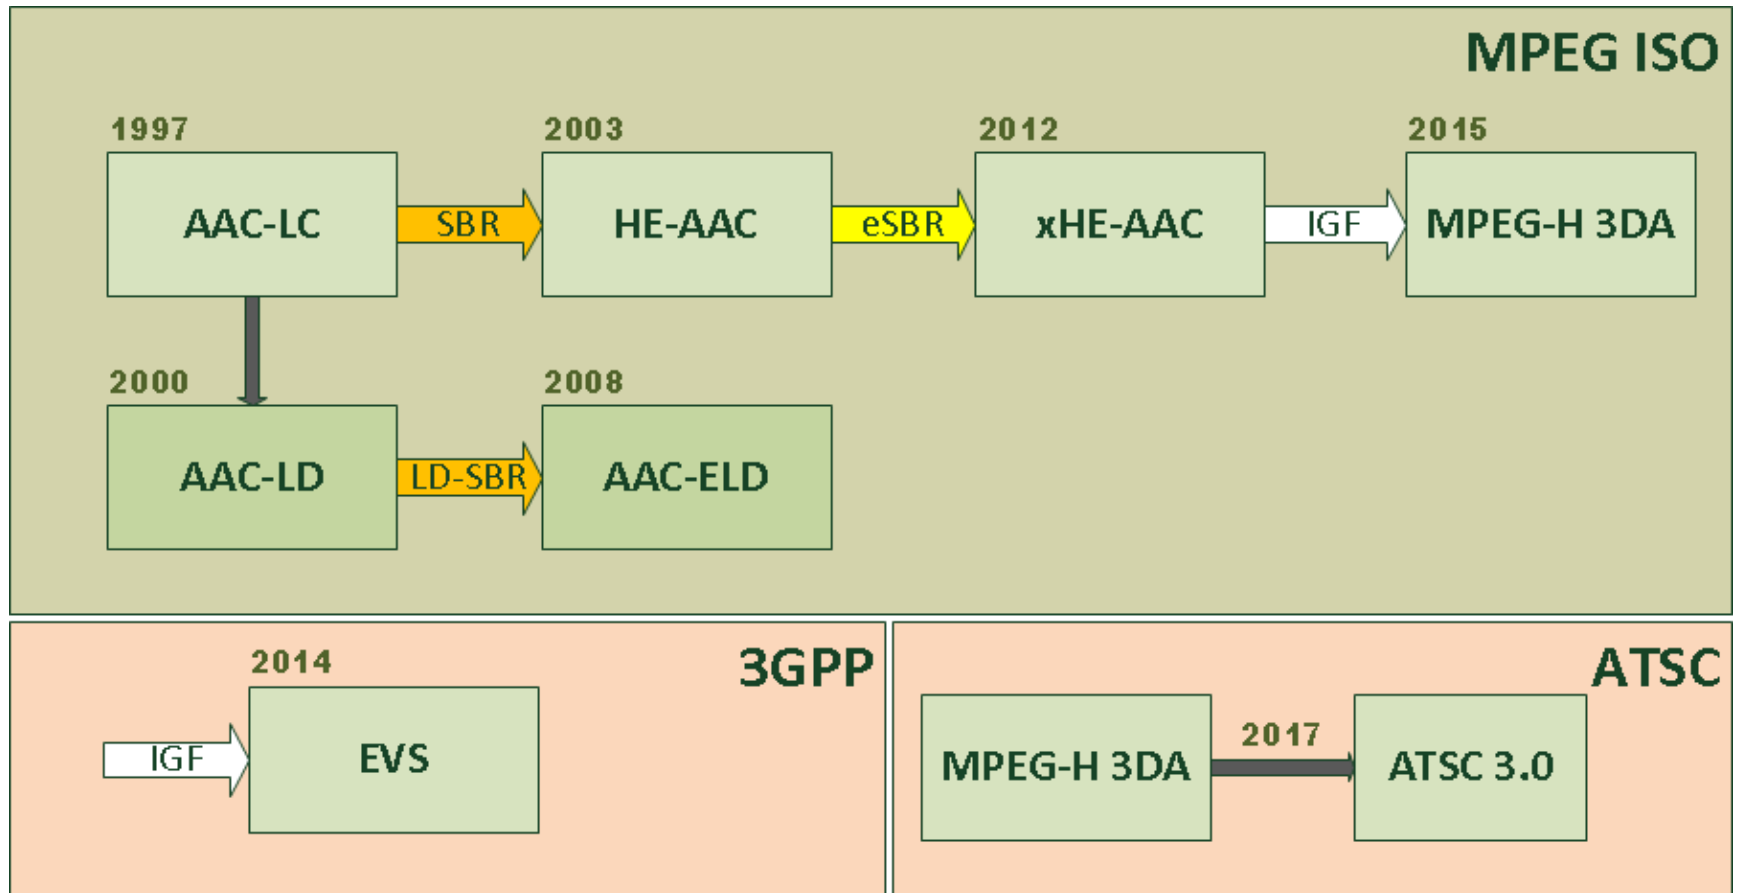 MPEG ISO
1997
2003
2012
2015
AAC-LC
SBR
HE-AAC
eSBR
xHE-AAC
IGF
MPEG-H 3DA
2000
2008
AAC-LD
LD-SBR
AAC-ELD
3GPP
2014
IGF
EVS
ATSC
MPEG-H 3DA
2017
ATSC 3.0